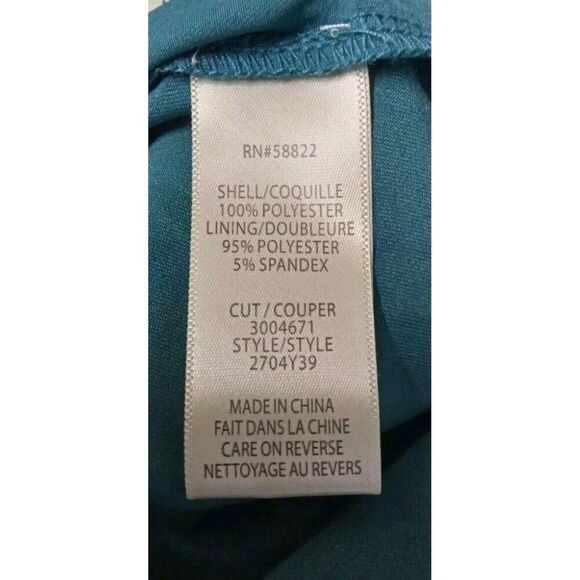 RN#58822
SHELL/COQUILLE
100% POLYESTER
LINING/DOUBLEURE
95% POLYESTER
5% SPANDEX
CUT / COUPER
3004671
STYLE/STYLE
2704Y39
MADE IN CHINA
FAIT DANS LA CHINE
CARE ON REVERSE
NETTOYAGE AU REVERS